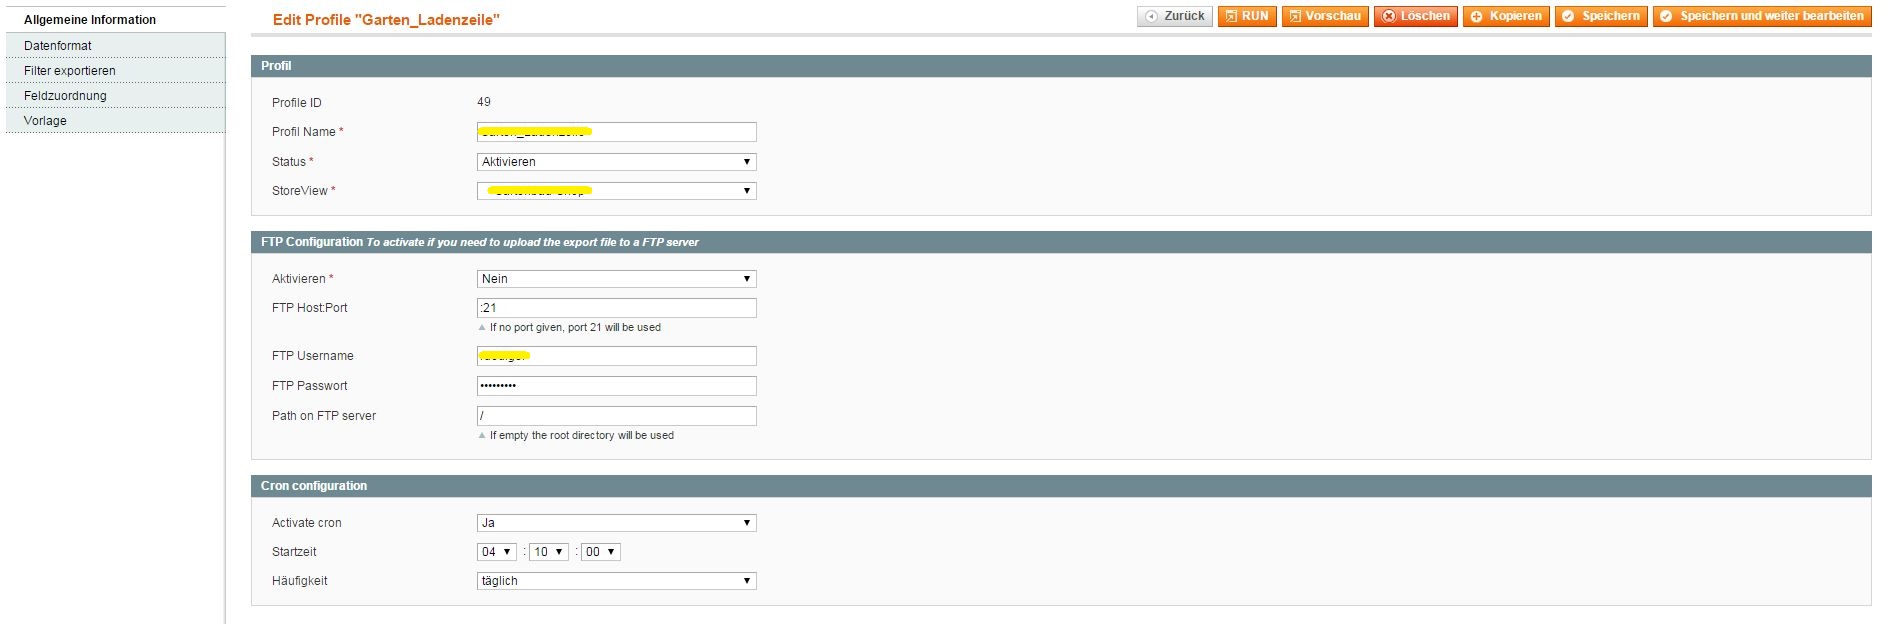 Allgemeine Information
Datenformat
Filter exportieren
Feldzuordnung
Vorlage
Edit Profile "Garten_Ladenzeile"
Zurück
RUN
Vorschau
Löschen
Kopieren
Speichern
Speichern und weiter bearbeiten
Profil
Profile ID 49
Profil Name *
Status * Aktivieren
StoreView *
FTP Configuration To activate if you need to upload the export file to a FTP server
Aktivieren * Nein
FTP Host:Port :21
If no port given, port 21 will be used
FTP Username
FTP Passwort •••••••••
Path on FTP server /
If empty the root directory will be used
Cron configuration
Activate cron Ja
Startzeit 04 : 10 : 00
Häufigkeit täglich